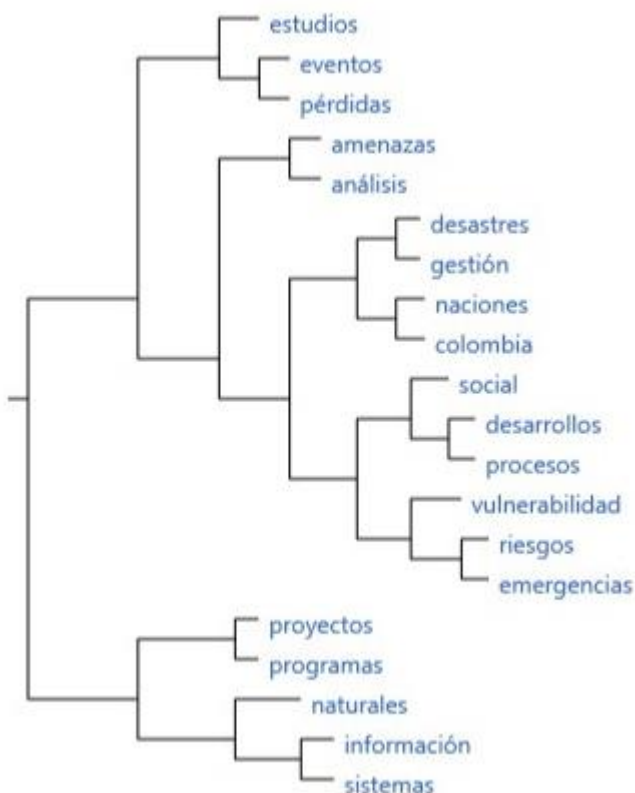 estudios
eventos
pérdidas
amenazas
análisis
desastres
gestión
naciones
colombia
social
desarrollos
procesos
vulnerabilidad
riesgos
emergencias
proyectos
programas
naturales
información
sistemas